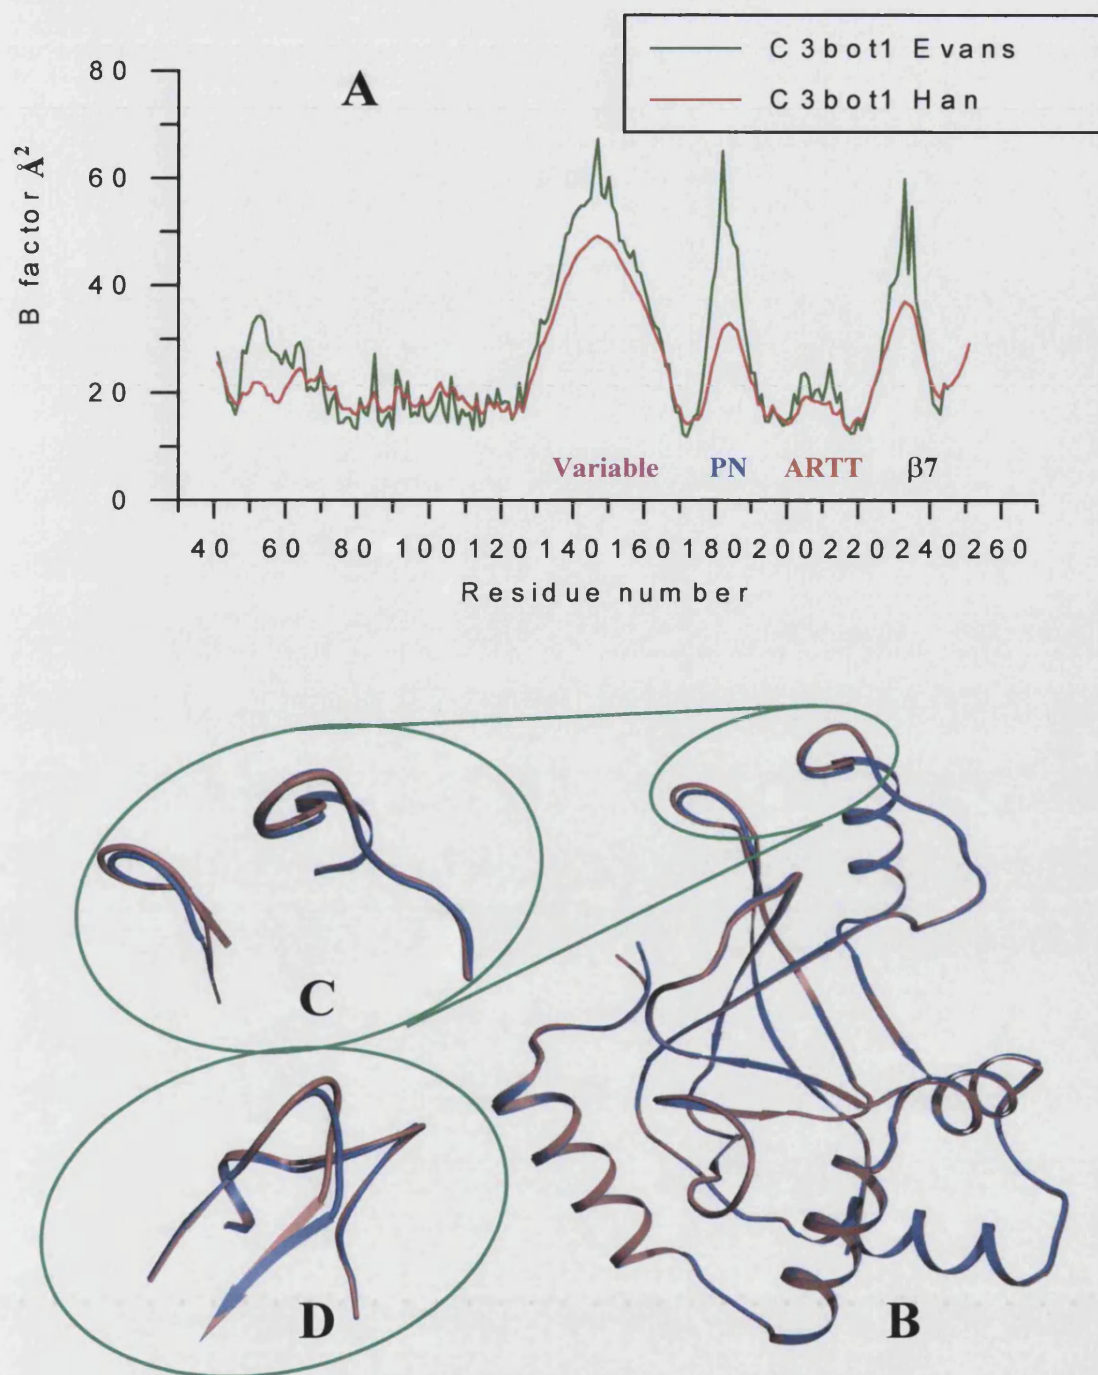 C3bot1 Evans
C3bot1 Han
A
80
60
40
20
0
B factor Å²
Variable PN ARTT β7
40 60 80 100 120 140 160 180 200 220 240 260
Residue number
C
D
B